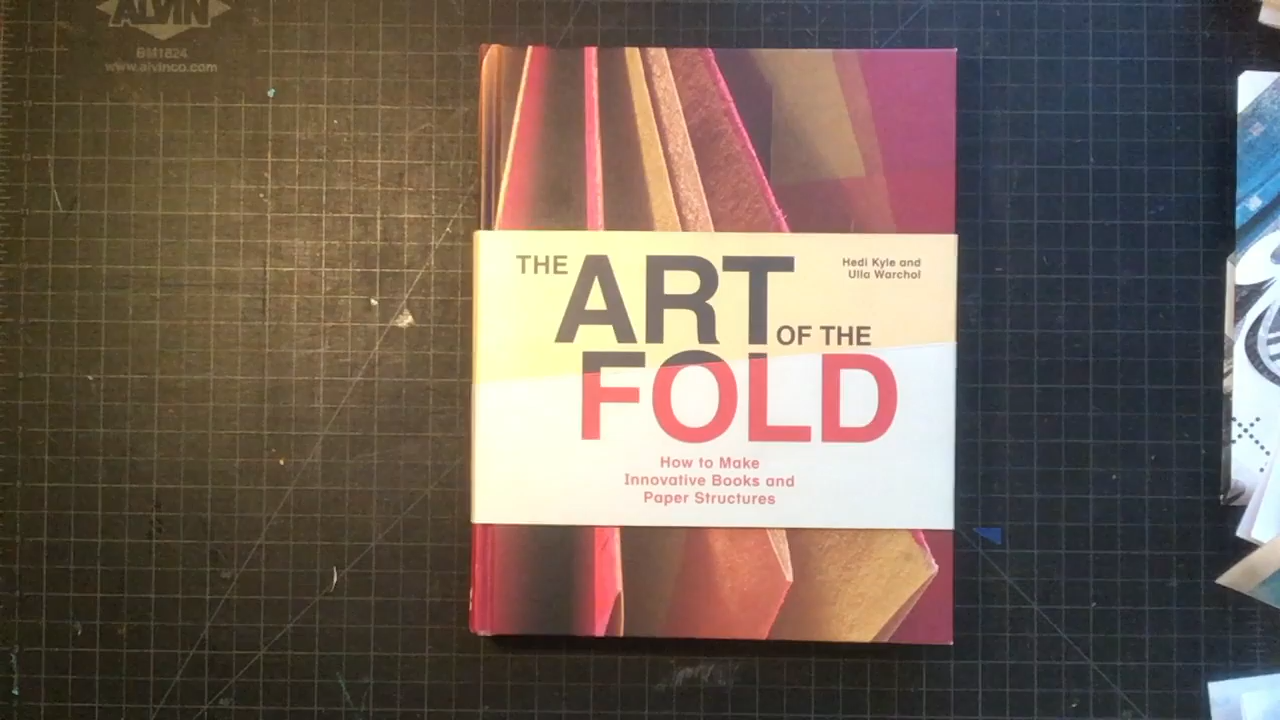 ALVIN
BM1824
www.alvinco.com
THE ART
Hedi Kyle and
Ulla Warchol
OF THE
FOLD
How to Make
Innovative Books and
Paper Structures